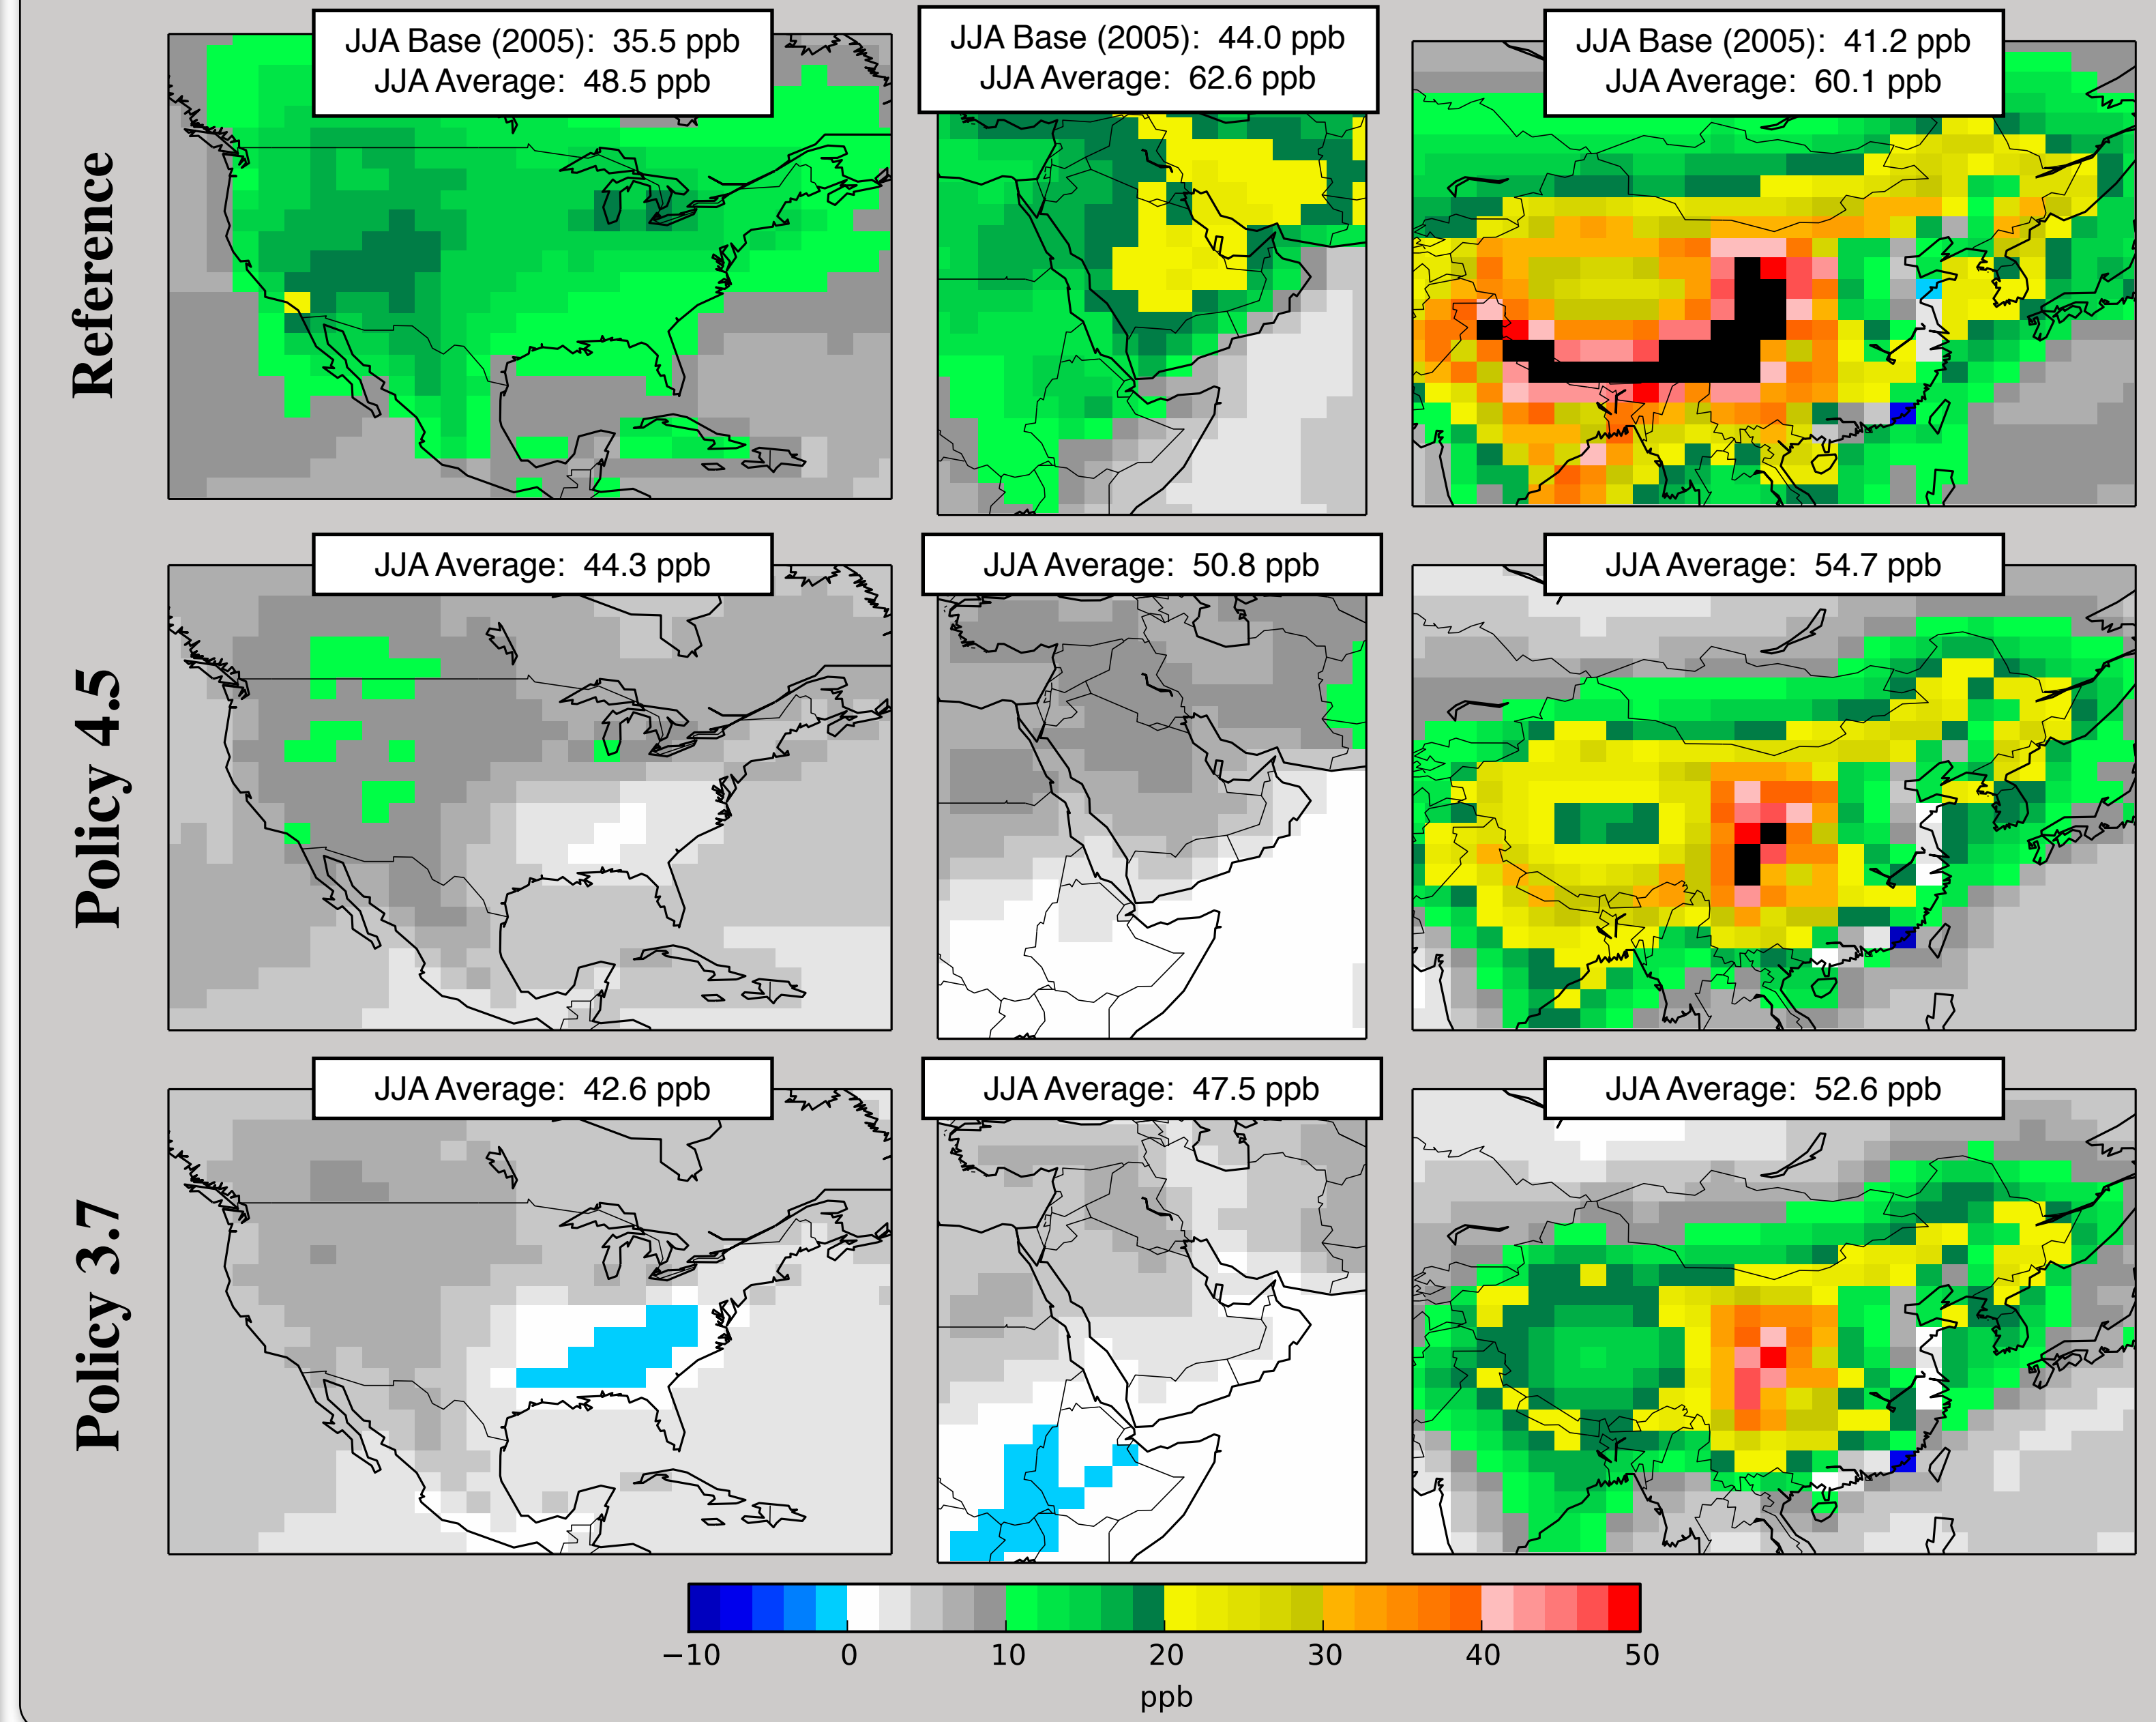 JJA Base (2005): 35.5 ppb
JJA Average: 48.5 ppb
JJA Base (2005): 44.0 ppb
JJA Average: 62.6 ppb
JJA Base (2005): 41.2 ppb
JJA Average: 60.1 ppb
Reference
JJA Average: 44.3 ppb
JJA Average: 50.8 ppb
JJA Average: 54.7 ppb
Policy 4.5
JJA Average: 42.6 ppb
JJA Average: 47.5 ppb
JJA Average: 52.6 ppb
Policy 3.7
−10 0 10 20 30 40 50
ppb